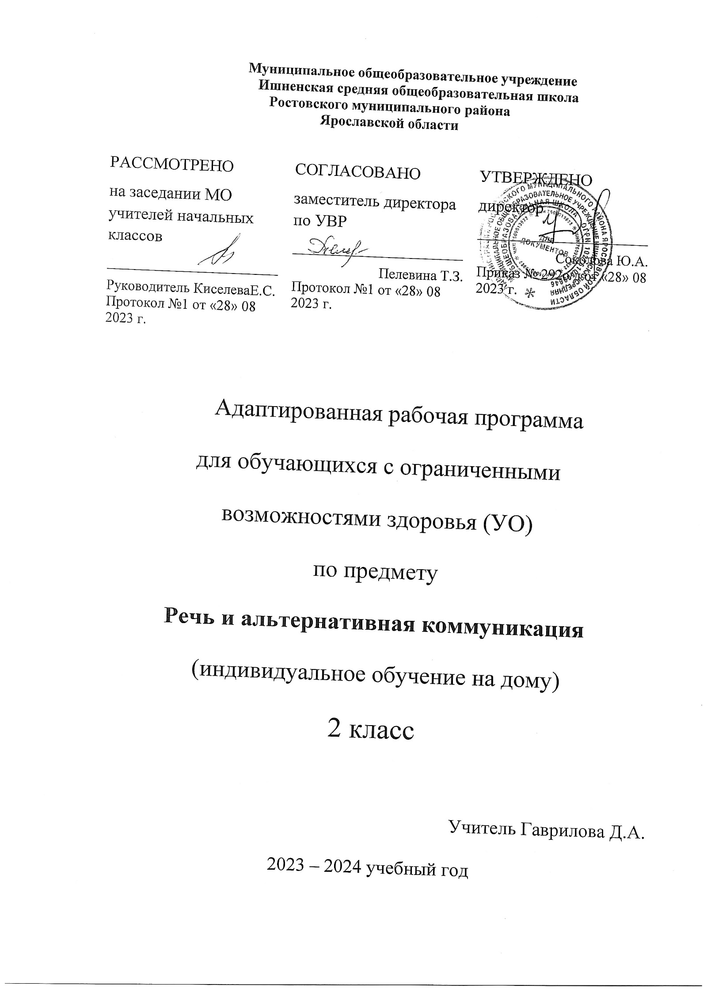 Муниципальное общеобразовательное учреждение
Ишненская средняя общеобразовательная школа
Ростовского муниципального района
Ярославской области
РАССМОТРЕНО
на заседании МО
учителей начальных
классов
Руководитель КиселеваЕ.С.
Протокол №1 от «28» 08
2023 г.
СОГЛАСОВАНО
заместитель директора
по УВР
Пелевина Т.З.
Протокол №1 от «28» 08
2023 г.
УТВЕРЖДЕНО
директор
Соколова Ю.А.
Приказ № 292 от «28» 08
2023 г.
ДЛЯ
ДОКУМЕНТОВ
Адаптированная рабочая программа
для обучающихся с ограниченными
возможностями здоровья (УО)
по предмету
Речь и альтернативная коммуникация
(индивидуальное обучение на дому)
2 класс
Учитель Гаврилова Д.А.
2023 – 2024 учебный год